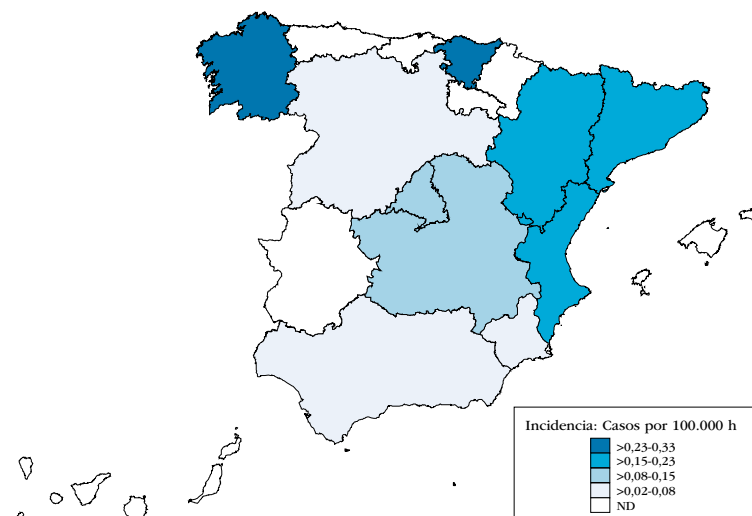 Incidencia: Casos por 100.000 h
>0,23-0,33
>0,15-0,23
>0,08-0,15
>0,02-0,08
ND